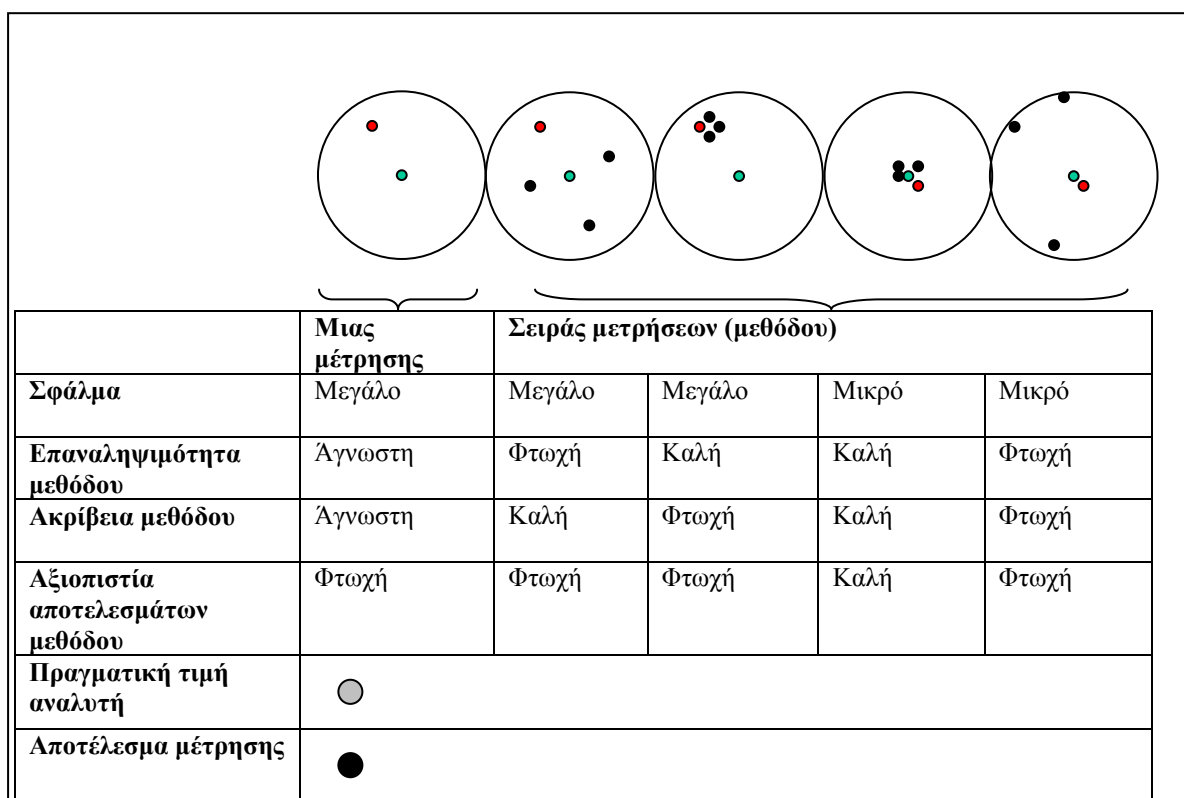 Μιας
μέτρησης
Σειράς μετρήσεων (μεθόδου)
Σφάλμα Μεγάλο Μεγάλο Μεγάλο Μικρό Μικρό
Επαναληψιμότητα
μεθόδου
Άγνωστη Φτωχή Καλή Καλή Φτωχή
Ακρίβεια μεθόδου Άγνωστη Καλή Φτωχή Καλή Φτωχή
Αξιοπιστία
αποτελεσμάτων
μεθόδου
Φτωχή Φτωχή Φτωχή Καλή Φτωχή
Πραγματική τιμή
αναλυτή
Αποτέλεσμα μέτρησης